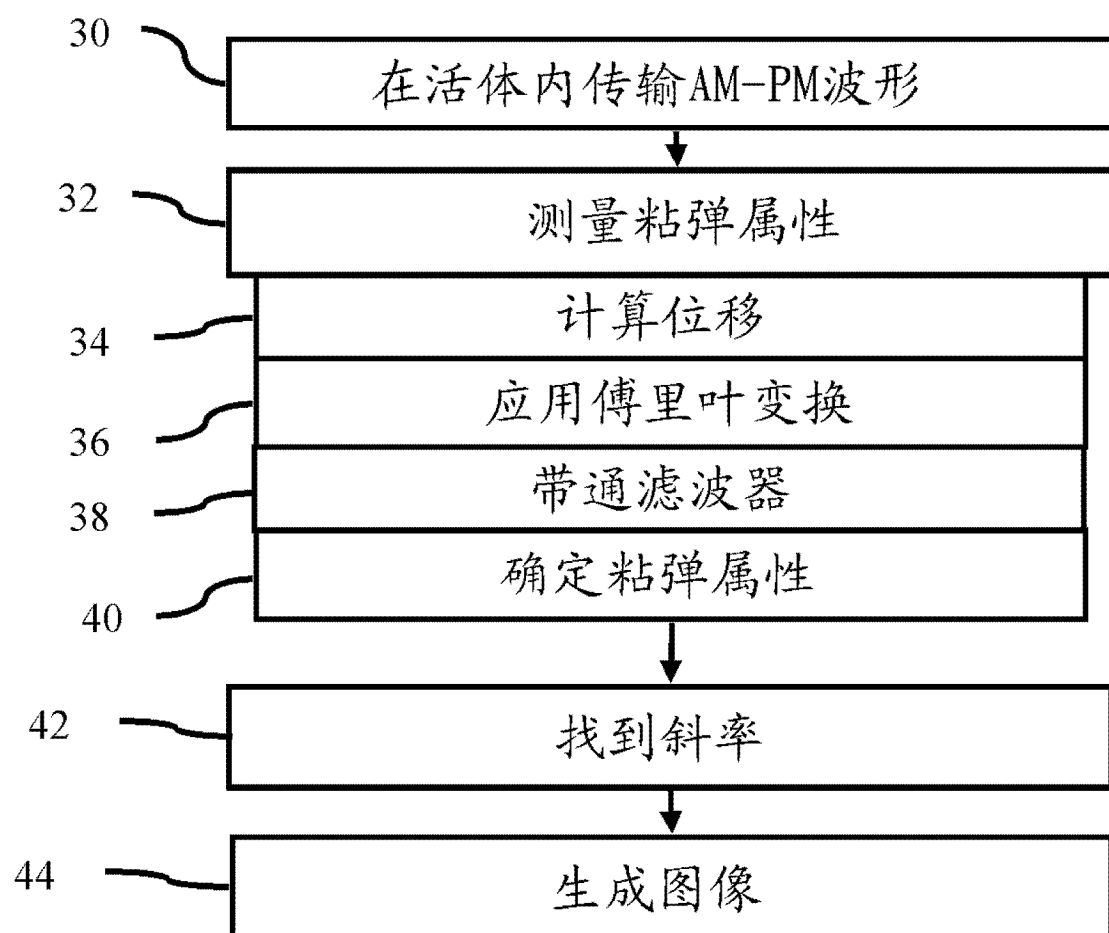 30
在活体内传输AM-PM波形
32
测量粘弹属性
34
计算位移
36
应用傅里叶变换
38
带通滤波器
40
确定粘弹属性
42
找到斜率
44
生成图像